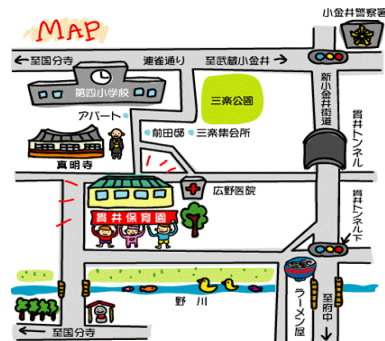 MAP
小金井警察署
←至国分寺
連雀通り
至武蔵小金井→
第四小学校
三楽公園
新小金井街道
アパート
前田邸
三楽集会所
貫井トンネル
真明寺
広野医院
貫井保育園
貫井トンネル下
野川
ラーメン屋
至府中→
←至国分寺